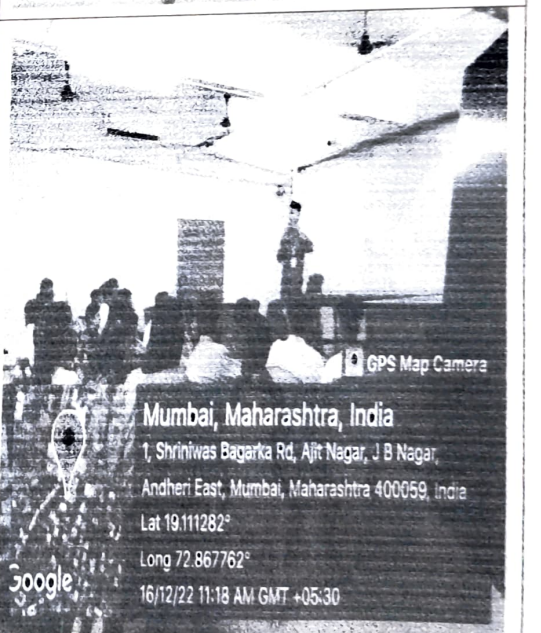 GPS Map Camera
Mumbai, Maharashtra, India
1, Shriniwas Bagarka Rd, Ajit Nagar, J B Nagar,
Andheri East, Mumbai, Maharashtra 400059, India
Lat 19.111282°
Long 72.867762°
Google
16/12/22 11:18 AM GMT +05:30